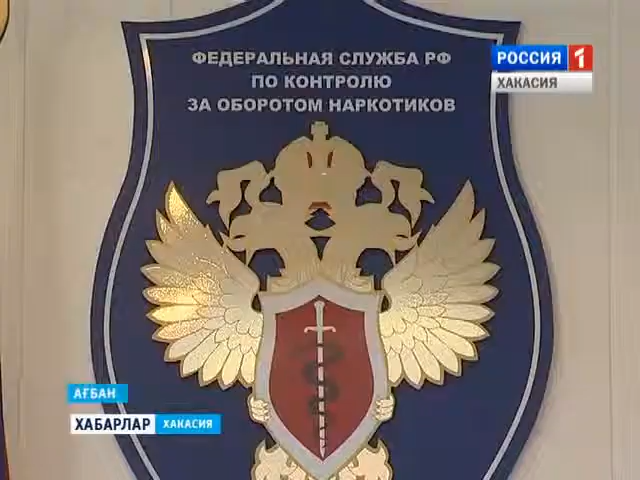 ФЕДЕРАЛЬНАЯ СЛУЖБА РФ
ПО КОНТРОЛЮ
ЗА ОБОРОТОМ НАРКОТИКОВ
РОССИЯ 1
ХАКАСИЯ
АҒБАН
ХАБАРЛАР ХАКАСИЯ